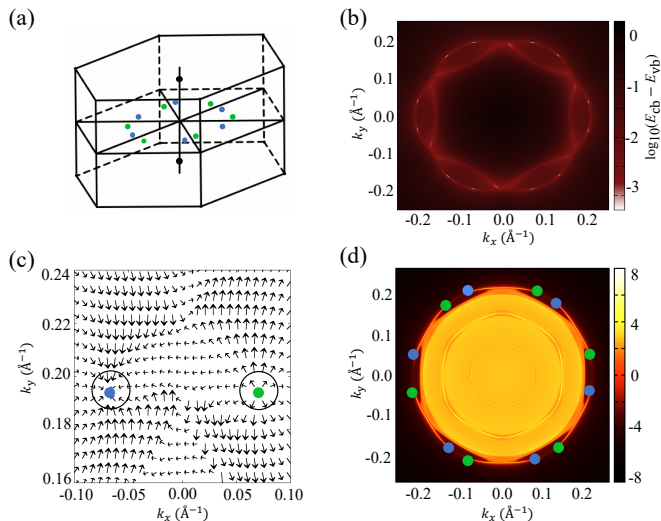 (a)
(b)
0.2
0.1
0.0
-0.1
-0.2
k_y (Å⁻¹)
-0.2 -0.1 0.0 0.1 0.2
k_x (Å⁻¹)
0
-1
-2
-3
log₁₀(E_cb − E_vb)
(c)
0.24
0.22
0.20
0.18
0.16
k_y (Å⁻¹)
-0.10 -0.05 0.00 0.05 0.10
k_x (Å⁻¹)
(d)
0.2
0.1
0.0
-0.1
-0.2
k_y (Å⁻¹)
-0.2 -0.1 0.0 0.1 0.2
k_x (Å⁻¹)
8
4
0
-4
-8